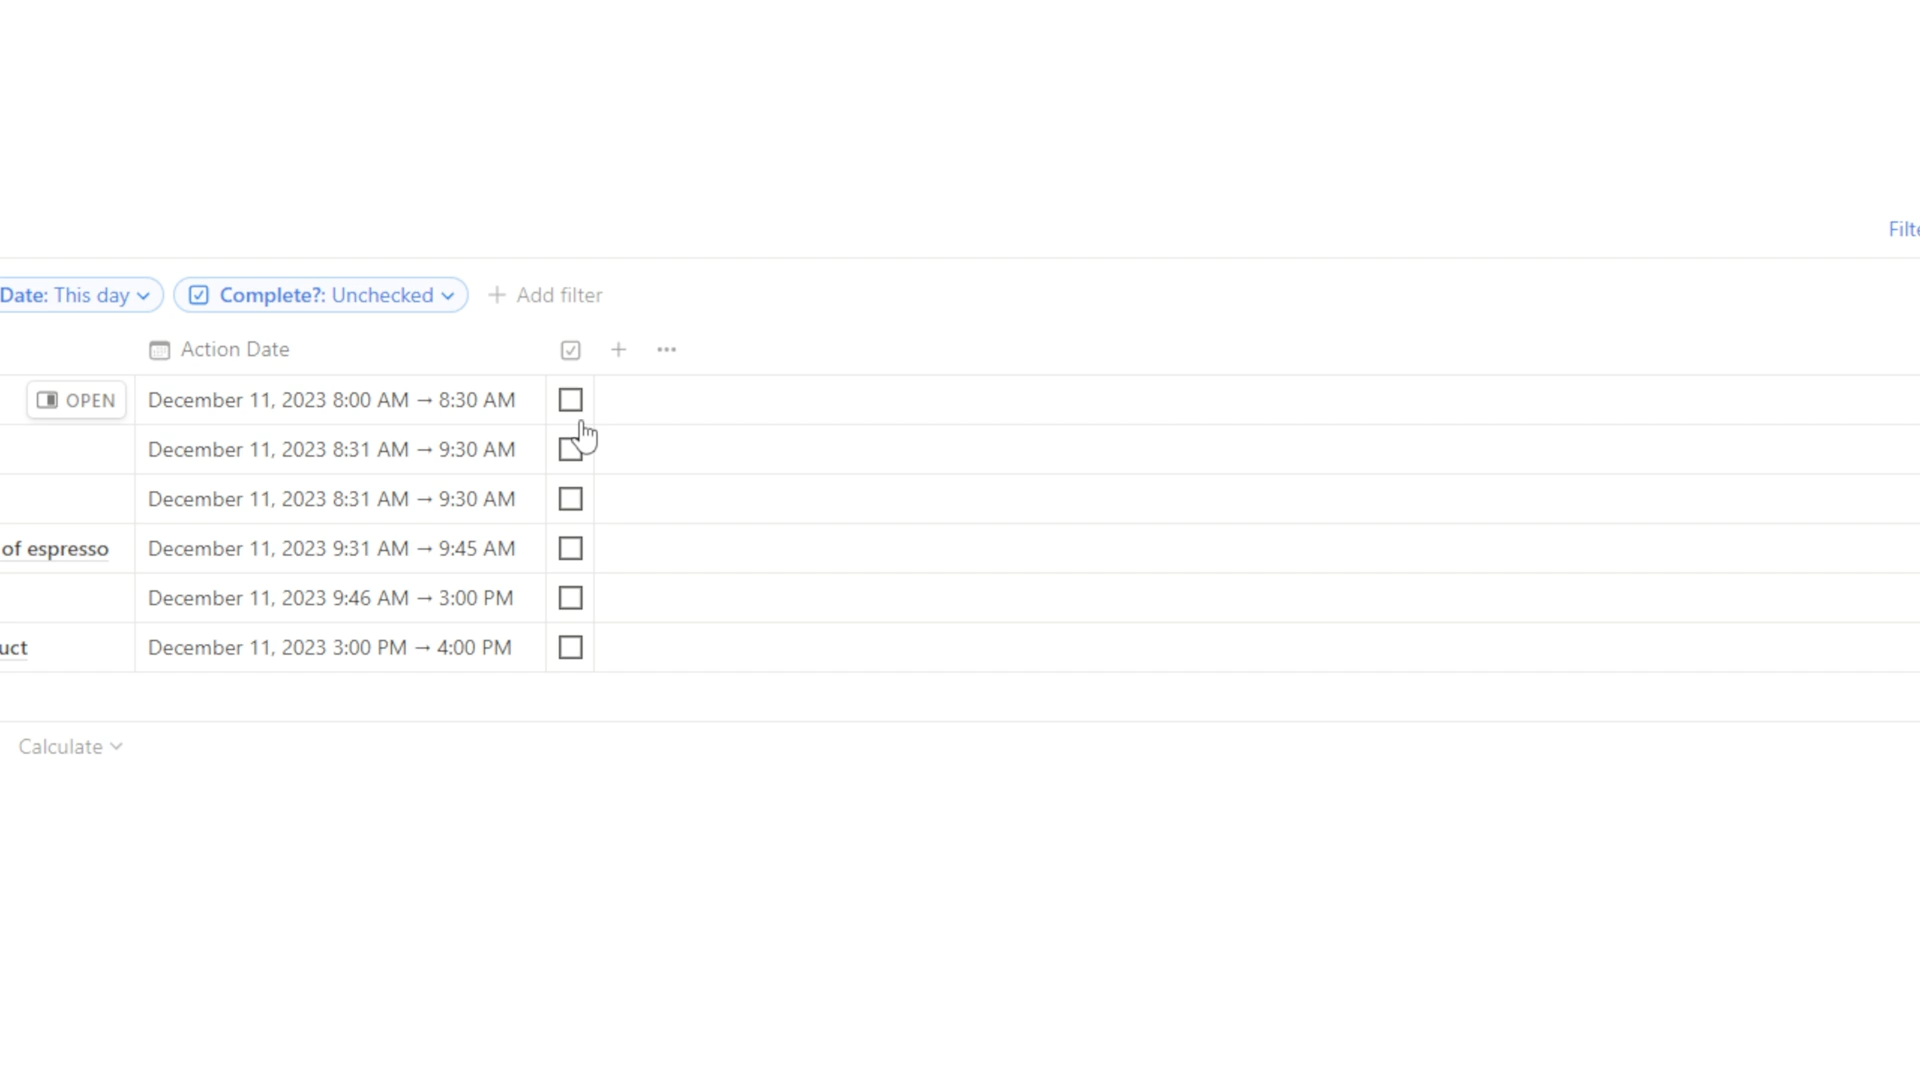 Filte
Date: This day Complete?: Unchecked + Add filter
Action Date
OPEN December 11, 2023 8:00 AM → 8:30 AM
December 11, 2023 8:31 AM → 9:30 AM
December 11, 2023 8:31 AM → 9:30 AM
of espresso December 11, 2023 9:31 AM → 9:45 AM
December 11, 2023 9:46 AM → 3:00 PM
uct December 11, 2023 3:00 PM → 4:00 PM
Calculate